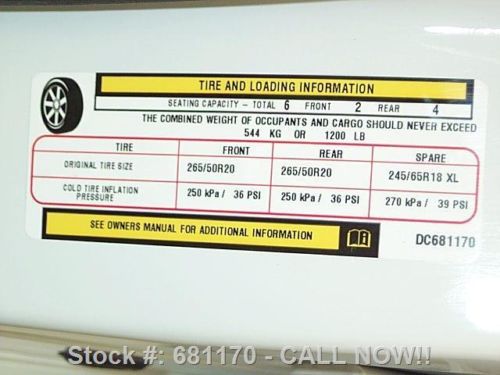 TIRE AND LOADING INFORMATION
SEATING CAPACITY - TOTAL 6 FRONT 2 REAR 4
THE COMBINED WEIGHT OF OCCUPANTS AND CARGO SHOULD NEVER EXCEED
544 KG OR 1200 LB
TIRE FRONT REAR SPARE
ORIGINAL TIRE SIZE 265/50R20 265/50R20 245/65R18 XL
COLD TIRE INFLATION PRESSURE 250 kPa / 36 PSI 250 kPa / 36 PSI 270 kPa / 39 PSI
SEE OWNERS MANUAL FOR ADDITIONAL INFORMATION
DC681170
Stock #: 681170 - CALL NOW!!